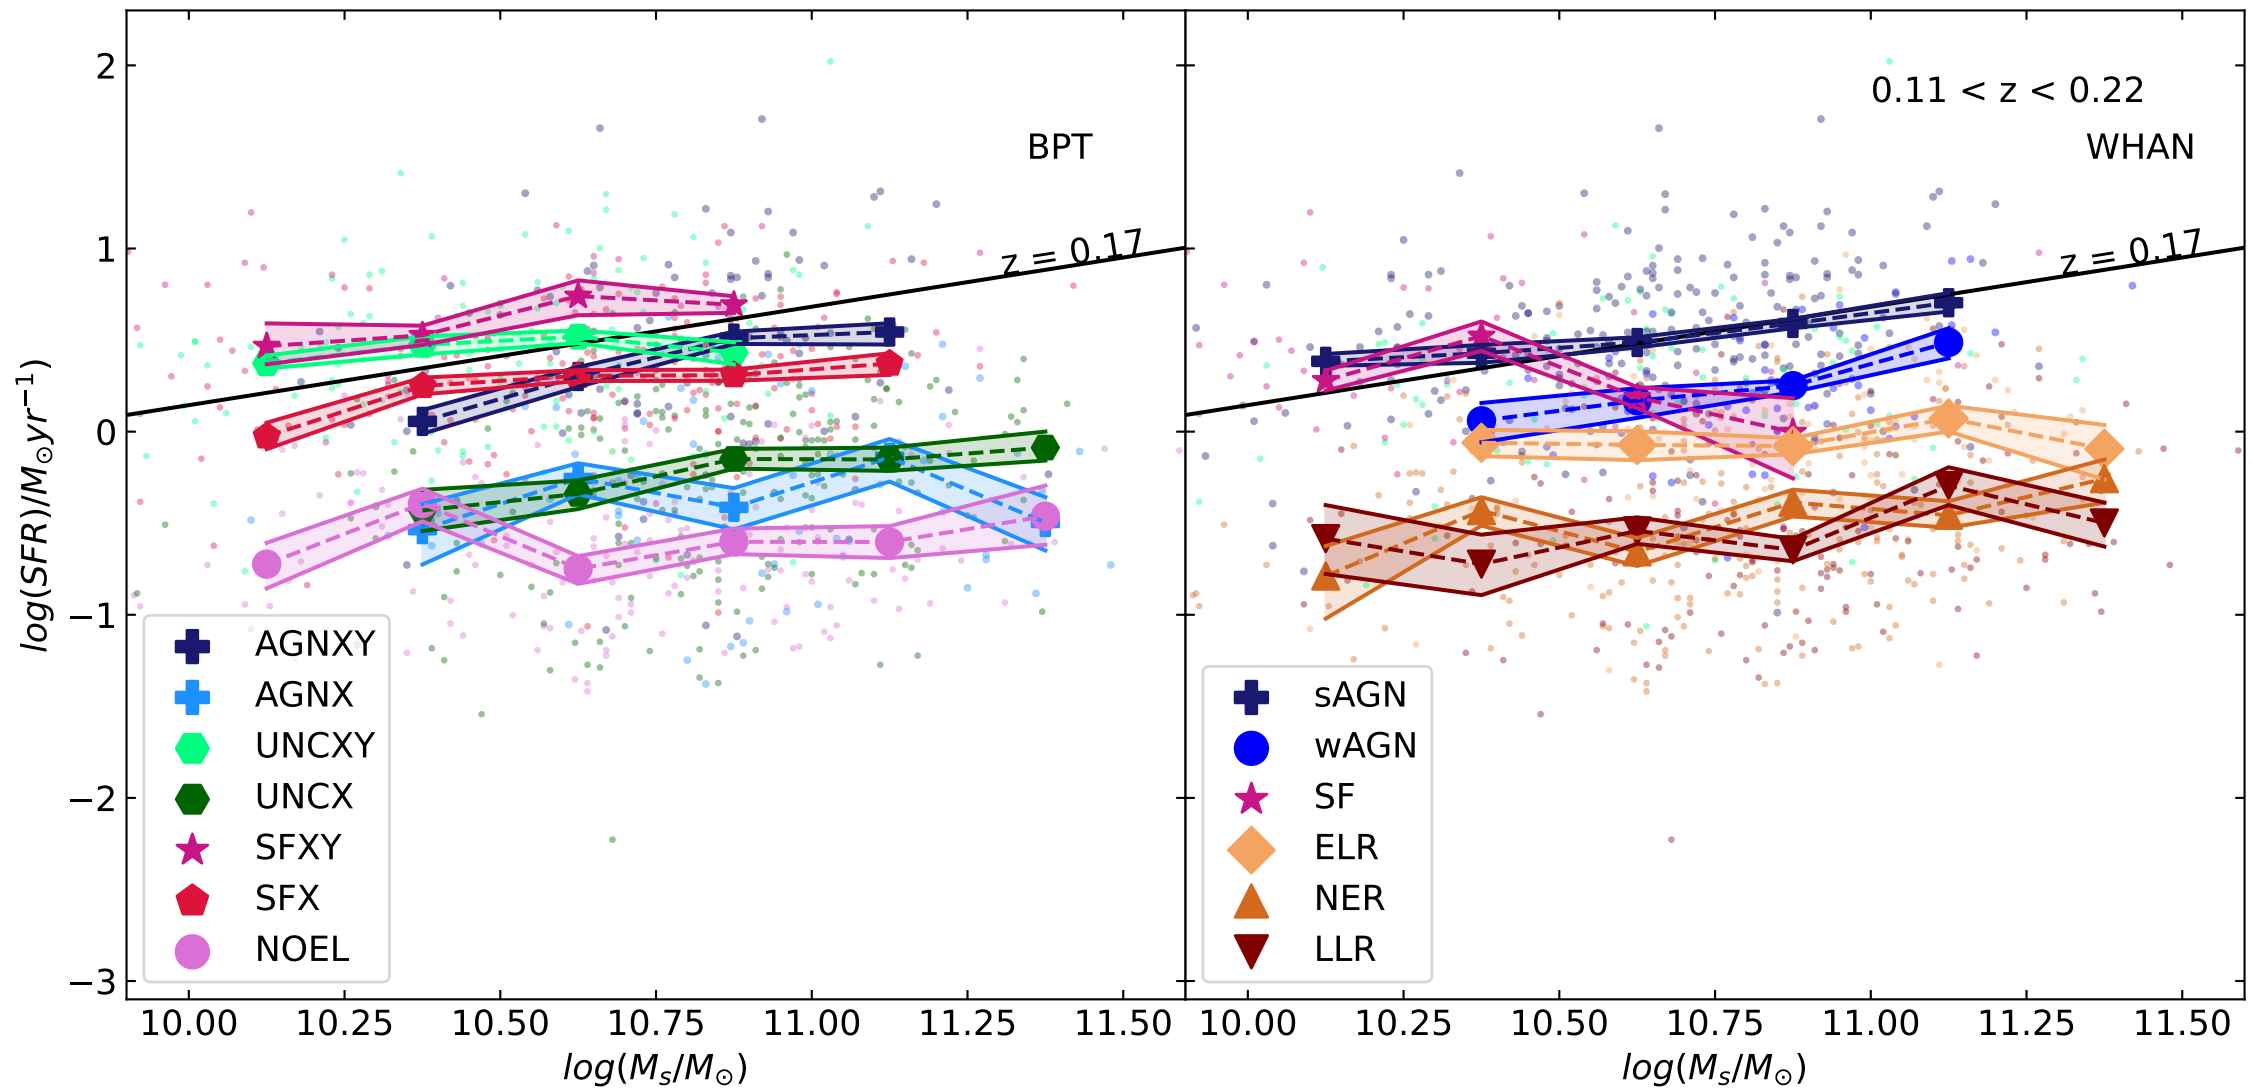 2
1
0
−1
−2
−3
log(SFR)/M⊙yr⁻¹
BPT
z = 0.17
AGNXY
AGNX
UNCXY
UNCX
SFXY
SFX
NOEL
10.00 10.25 10.50 10.75 11.00 11.25 11.50
log(Mₛ/M⊙)
0.11 < z < 0.22
WHAN
z = 0.17
sAGN
wAGN
SF
ELR
NER
LLR
10.00 10.25 10.50 10.75 11.00 11.25 11.50
log(Mₛ/M⊙)